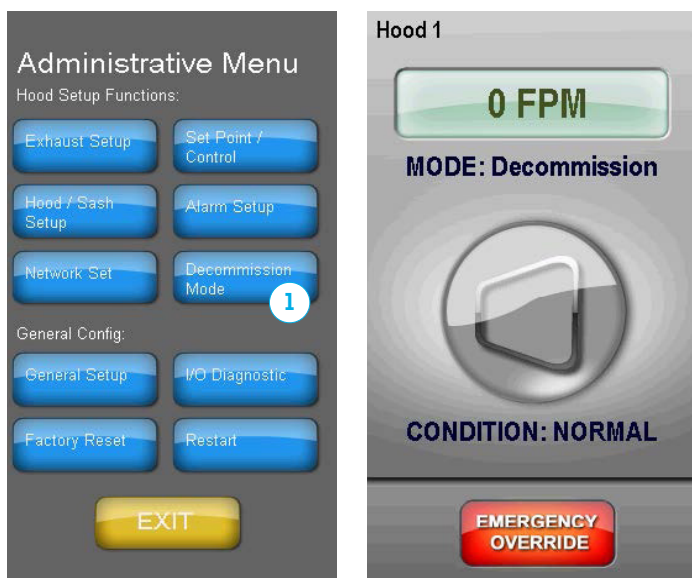 Administrative Menu
Hood Setup Functions:
Exhaust Setup
Set Point /
Control
Hood / Sash
Setup
Alarm Setup
Network Set
Decommission
Mode
1
General Config:
General Setup
I/O Diagnostic
Factory Reset
Restart
EXIT
Hood 1
0 FPM
MODE: Decommission
CONDITION: NORMAL
EMERGENCY
OVERRIDE